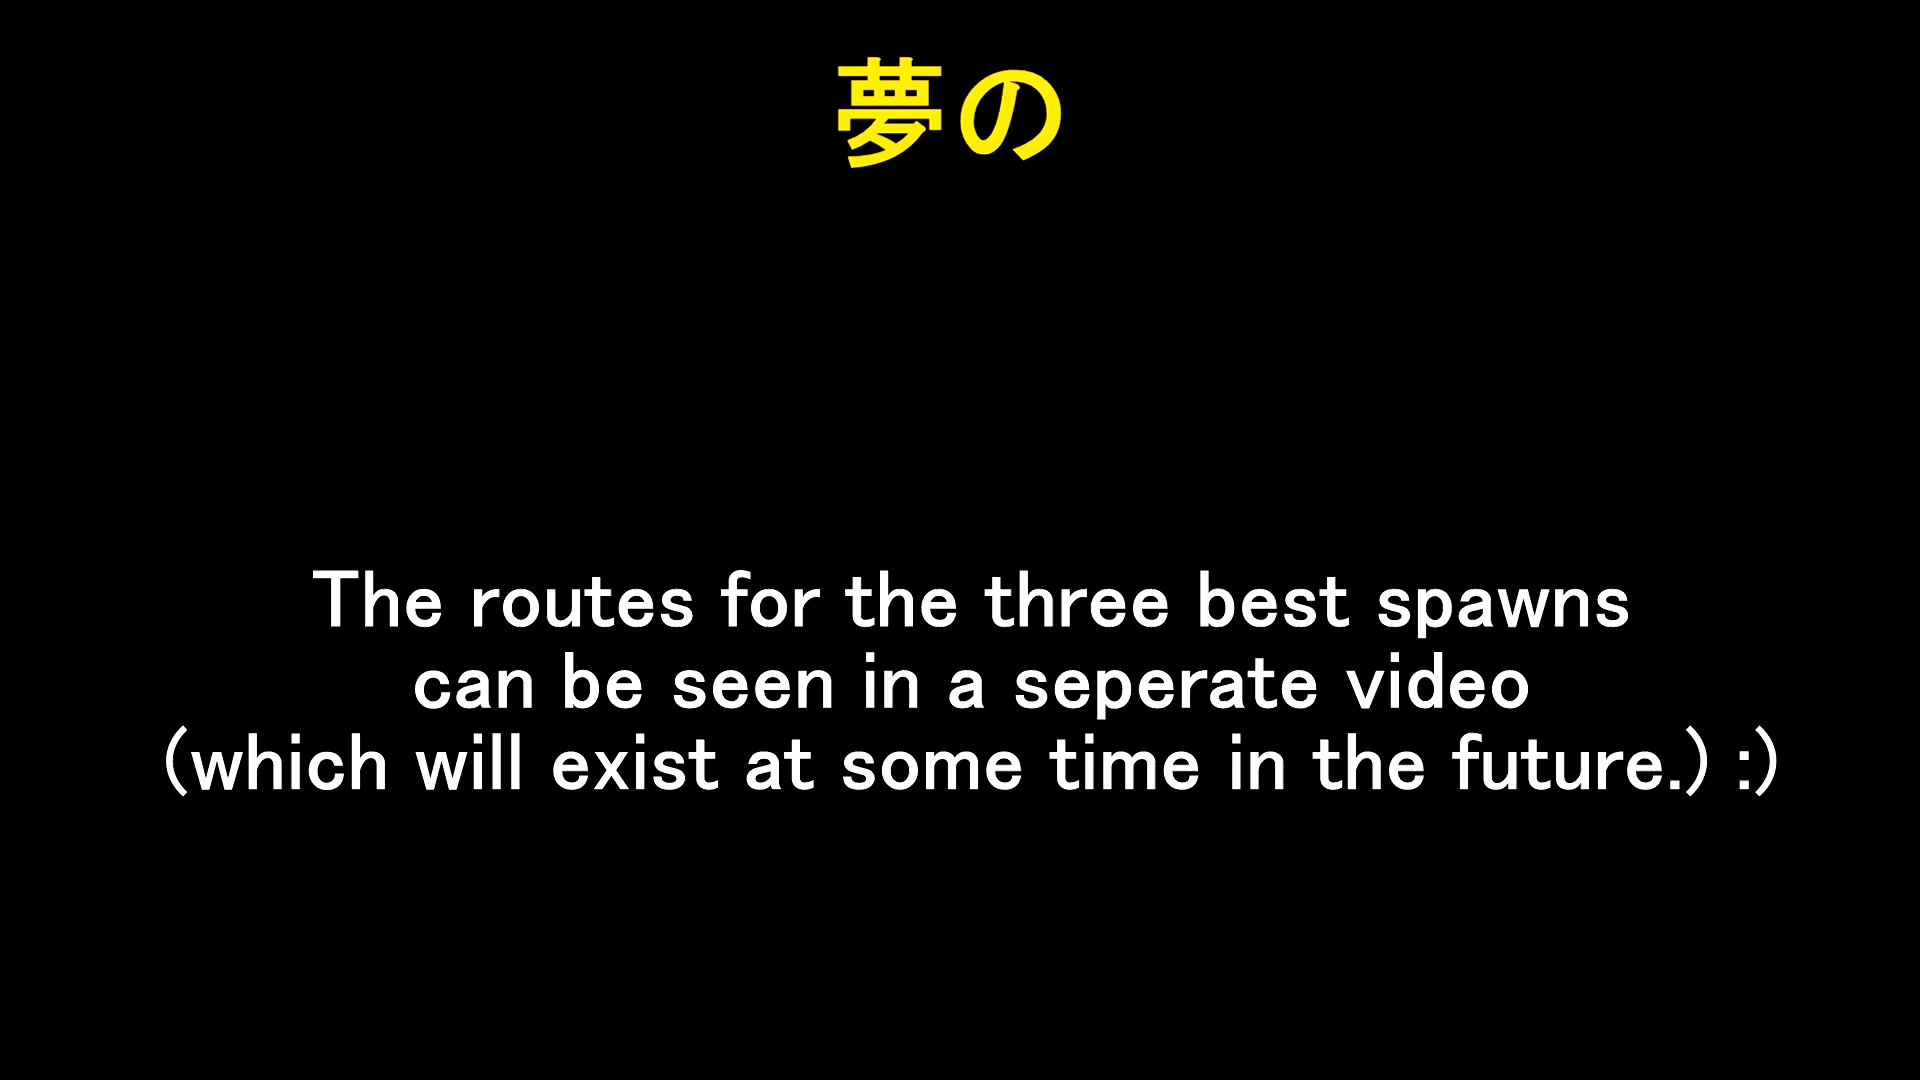 夢の
The routes for the three best spawns
can be seen in a seperate video
(which will exist at some time in the future.) :)